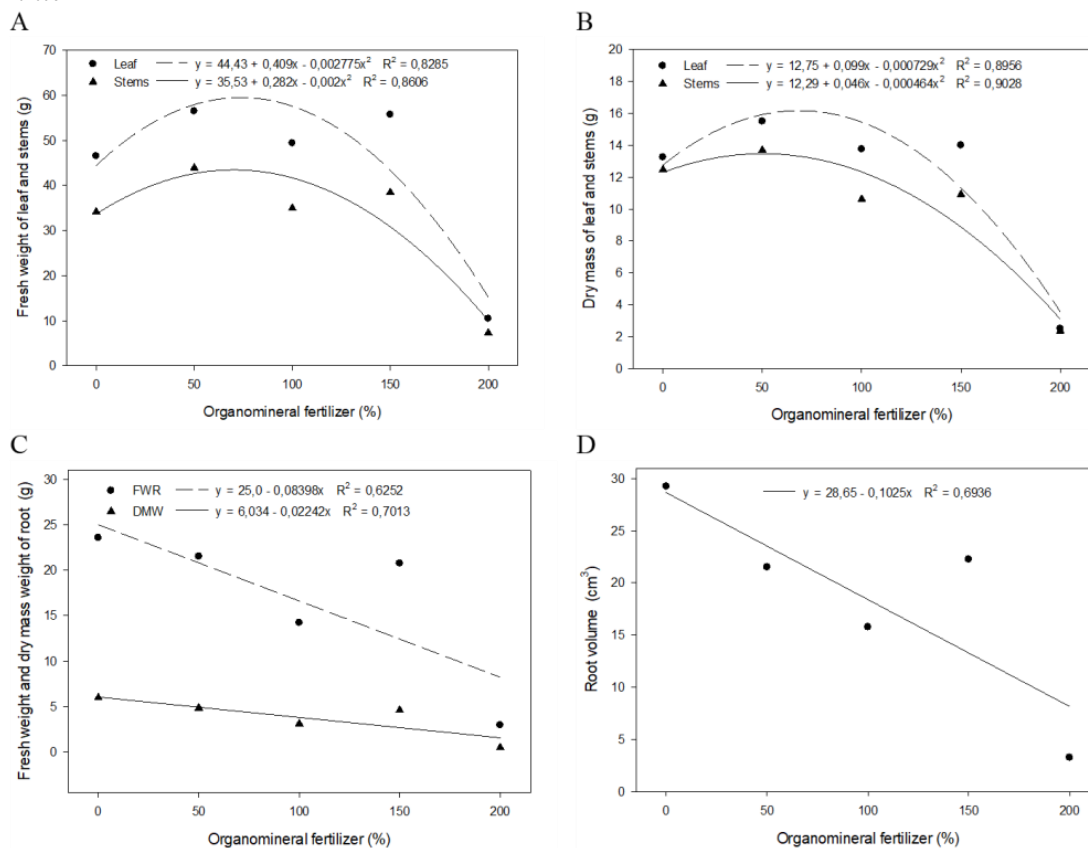 A
Fresh weight of leaf and stems (g)
70
60
50
40
30
20
10
0
Leaf y = 44,43 + 0,409x - 0,002775x² R² = 0,8285
Stems y = 35,53 + 0,282x - 0,002x² R² = 0,8606
0 50 100 150 200
Organomineral fertilizer (%)
B
Dry mass of leaf and stems (g)
20
18
16
14
12
10
8
6
4
2
0
Leaf y = 12,75 + 0,099x - 0,000729x² R² = 0,8956
Stems y = 12,29 + 0,046x - 0,000464x² R² = 0,9028
0 50 100 150 200
Organomineral fertilizer (%)
C
Fresh weight and dry mass weight of root (g)
30
25
20
15
10
5
0
FWR y = 25,0 - 0,08398x R² = 0,6252
DMW y = 6,034 - 0,02242x R² = 0,7013
0 50 100 150 200
Organomineral fertilizer (%)
D
Root volume (cm³)
30
25
20
15
10
5
0
y = 28,65 - 0,1025x R² = 0,6936
0 50 100 150 200
Organomineral fertilizer (%)